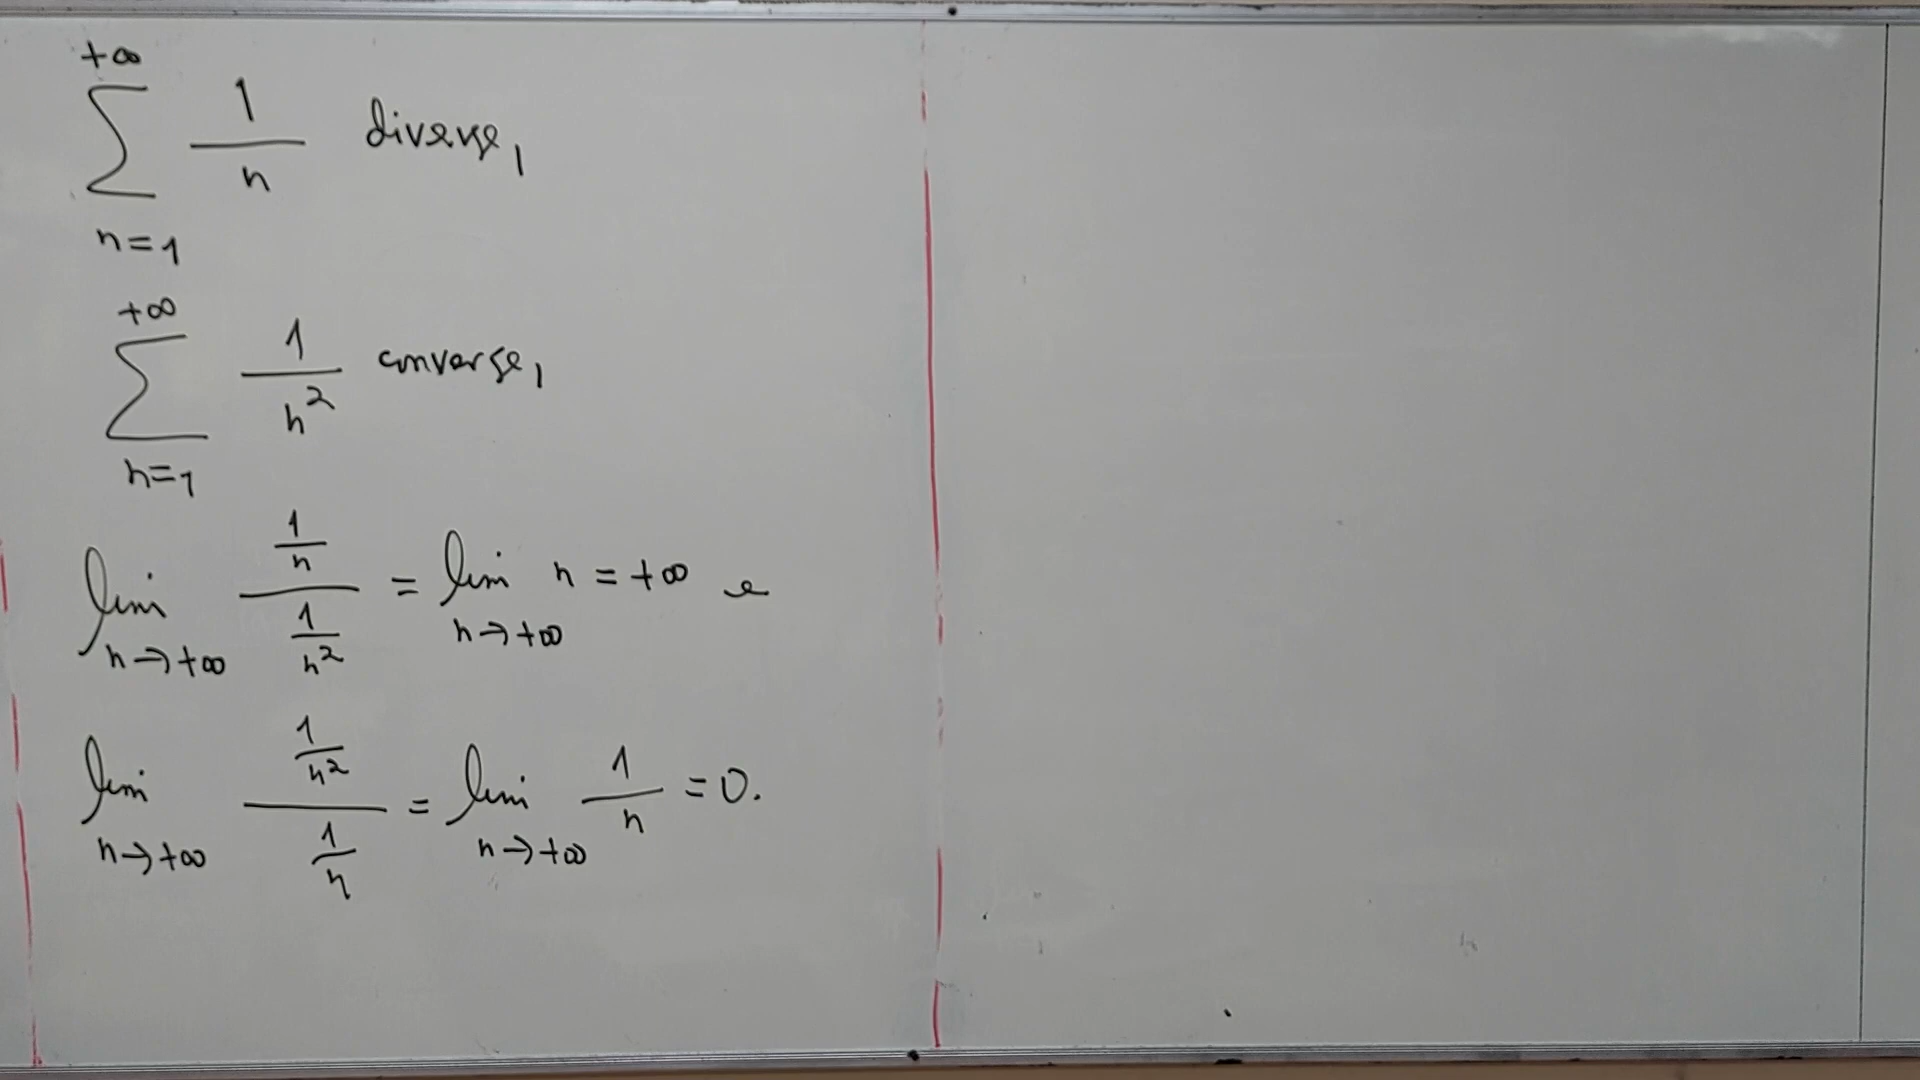 +∞
∑ 1/n diverge,
n=1
+∞
∑ 1/n² converge,
n=1
lim n→+∞ (1/n)/(1/n²) = lim n→+∞ n = +∞ e
lim n→+∞ (1/n²)/(1/n) = lim n→+∞ 1/n = 0.